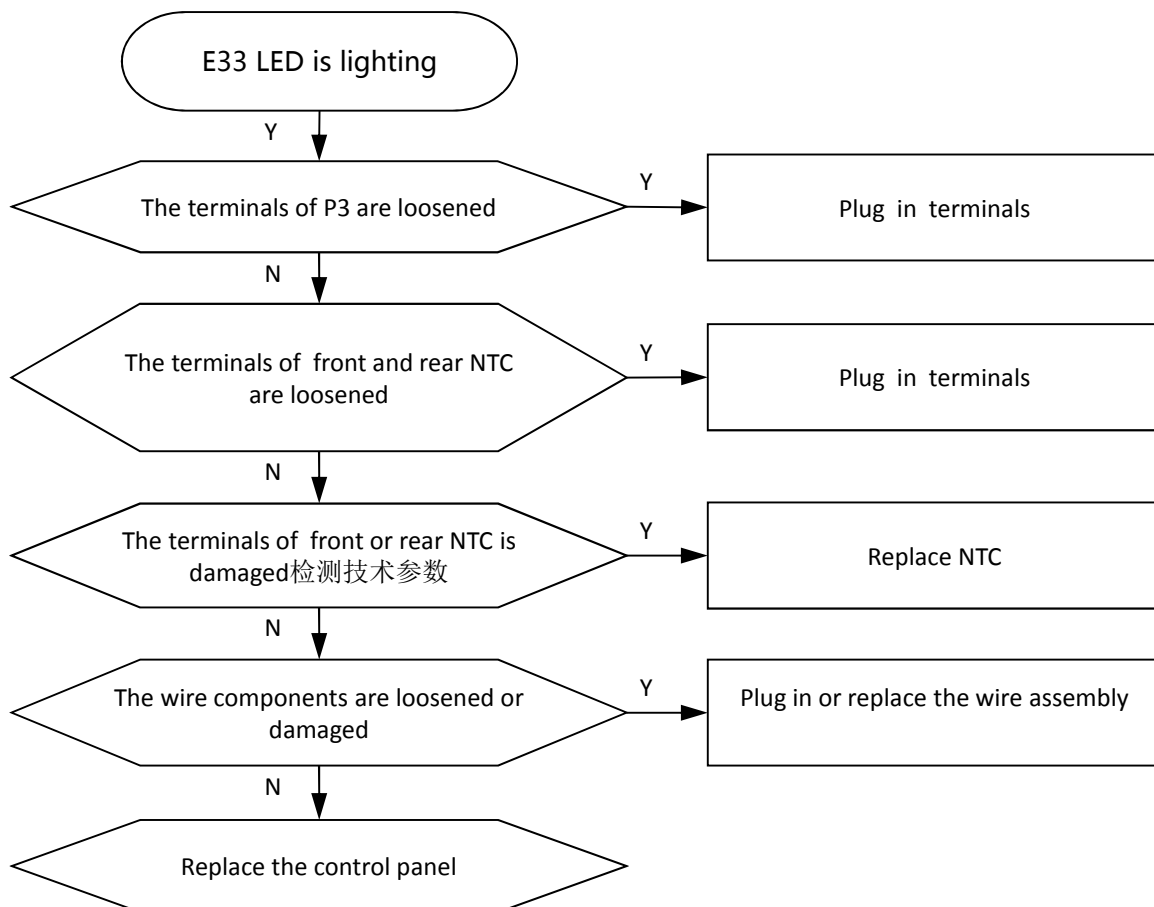 E33 LED is lighting
Y
The terminals of P3 are loosened
Y
Plug in terminals
N
The terminals of front and rear NTC
are loosened
Y
Plug in terminals
N
The terminals of front or rear NTC is
damaged检测技术参数
Y
Replace NTC
N
The wire components are loosened or
damaged
Y
Plug in or replace the wire assembly
N
Replace the control panel